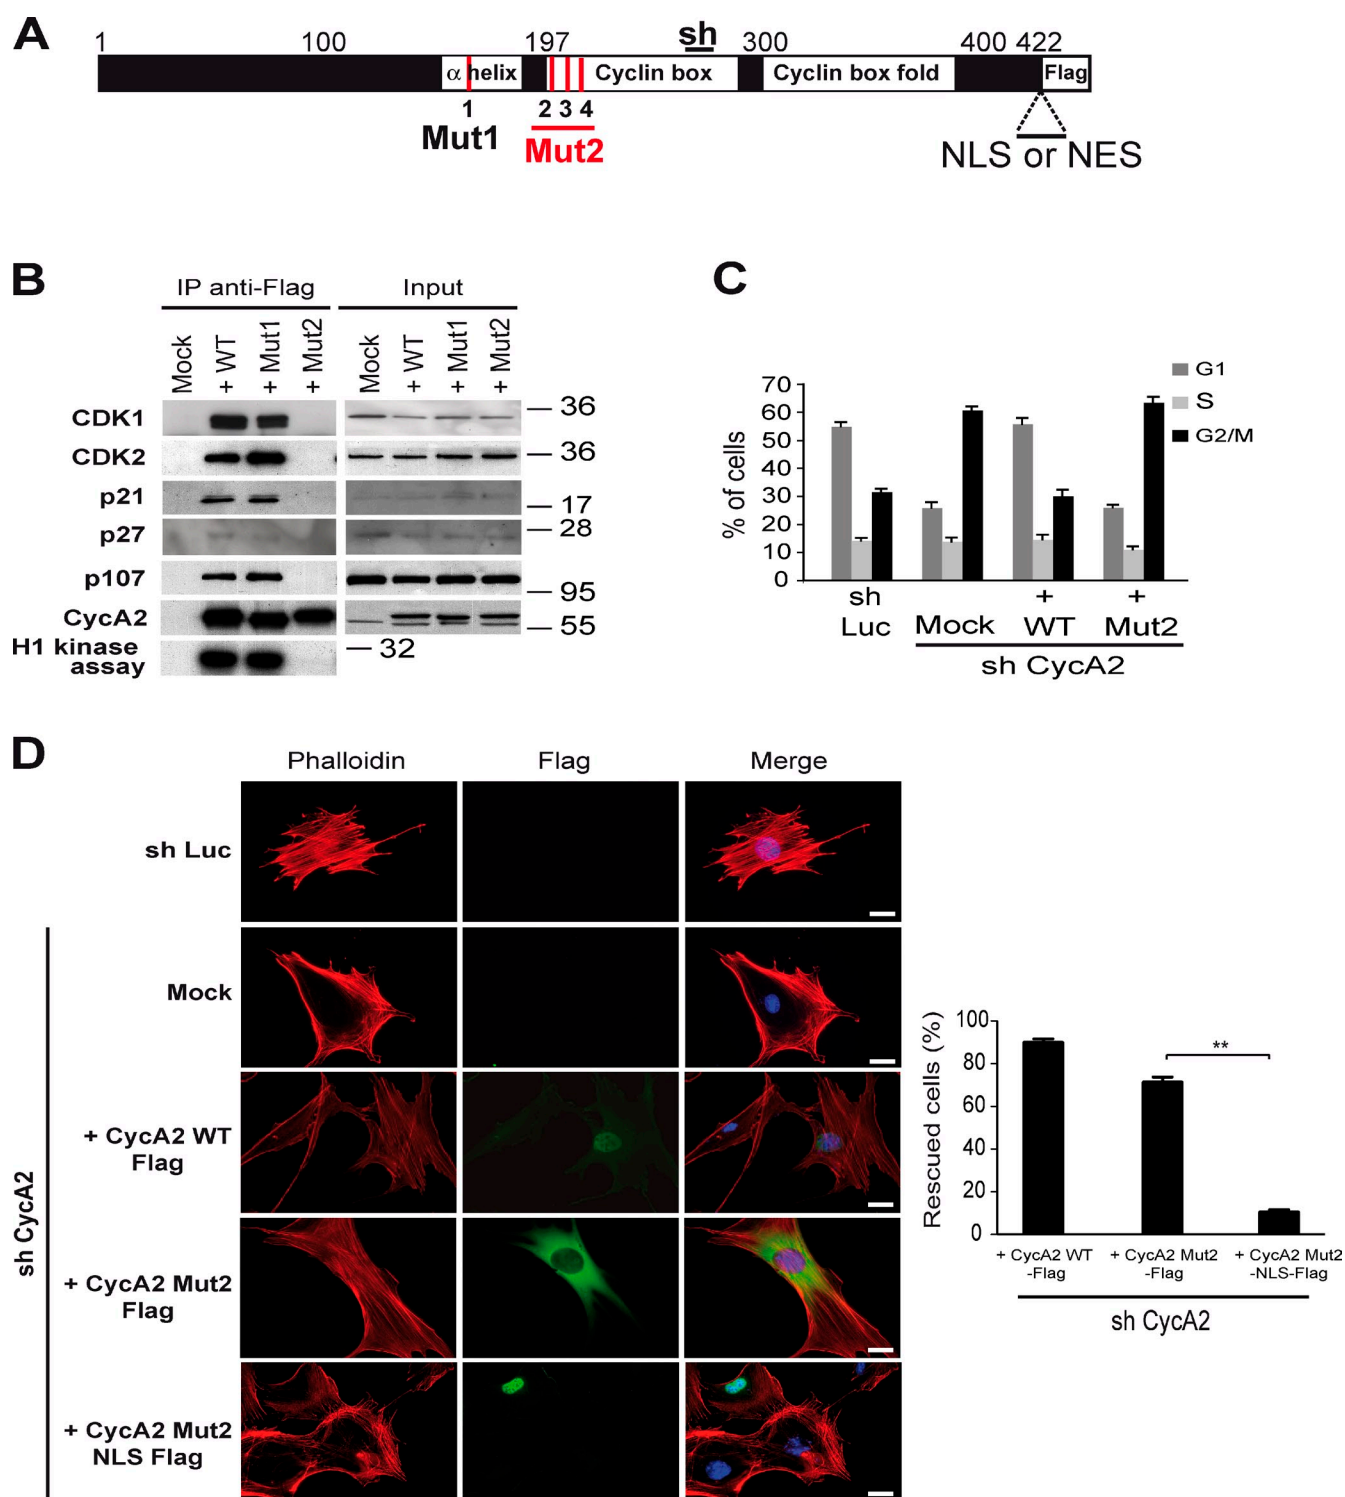 A
1 100 197 sh 300 400 422
α helix Cyclin box Cyclin box fold Flag
1 2 3 4
Mut1 Mut2
NLS or NES
B
IP anti-Flag Input
Mock + WT + Mut1 + Mut2 Mock + WT + Mut1 + Mut2
CDK1 36
CDK2 36
p21 17
p27 28
p107 95
CycA2 55
H1 kinase 32
assay
C
G1
S
G2/M
% of cells
70
60
50
40
30
20
10
0
sh + +
Luc Mock WT Mut2
sh CycA2
D
Phalloidin Flag Merge
sh Luc
Mock
+ CycA2 WT
Flag
+ CycA2 Mut2
Flag
+ CycA2 Mut2
NLS Flag
sh CycA2
Rescued cells (%)
100
80
60
40
20
0
**
+ CycA2 WT + CycA2 Mut2 + CycA2 Mut2
-Flag -Flag -NLS-Flag
sh CycA2